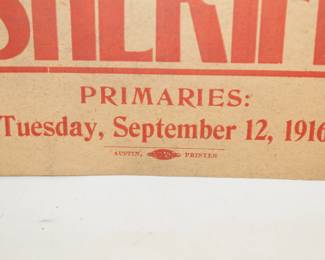 SHERIFF
PRIMARIES:
Tuesday, September 12, 1916
AUSTIN, PRINTER